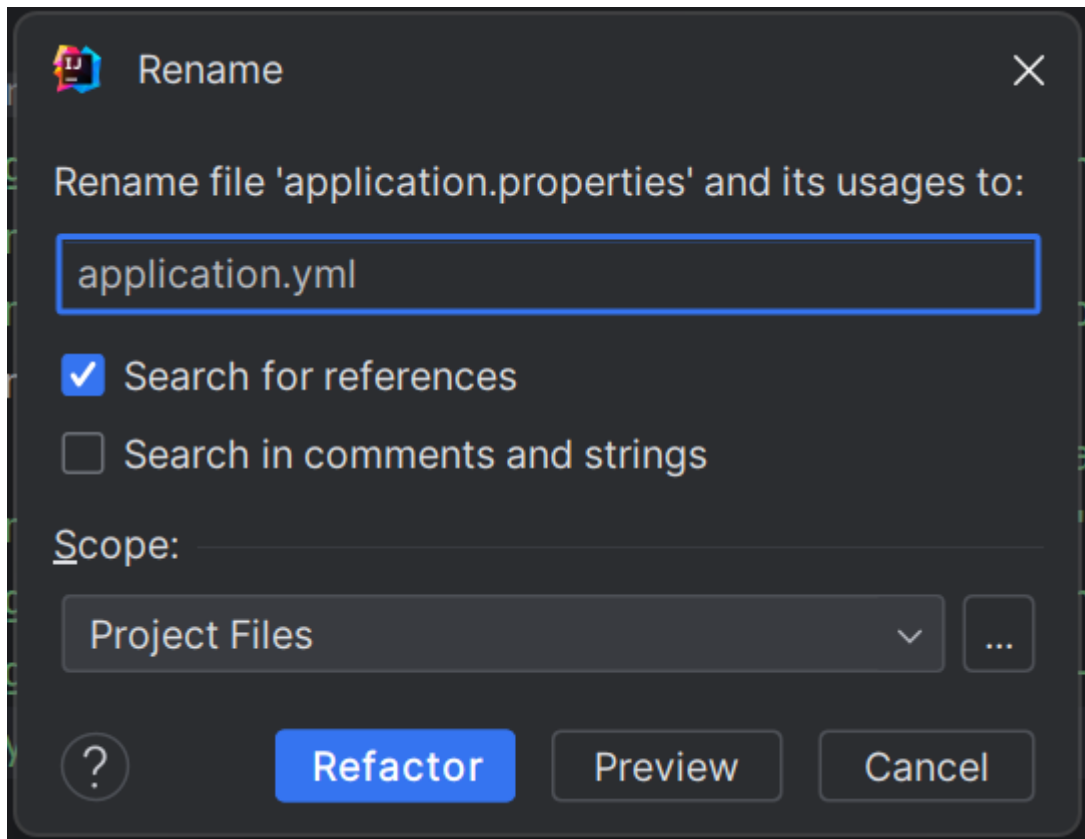 IJ
Rename
Rename file 'application.properties' and its usages to:
application.yml
Search for references
Search in comments and strings
Scope:
Project Files
...
?
Refactor
Preview
Cancel